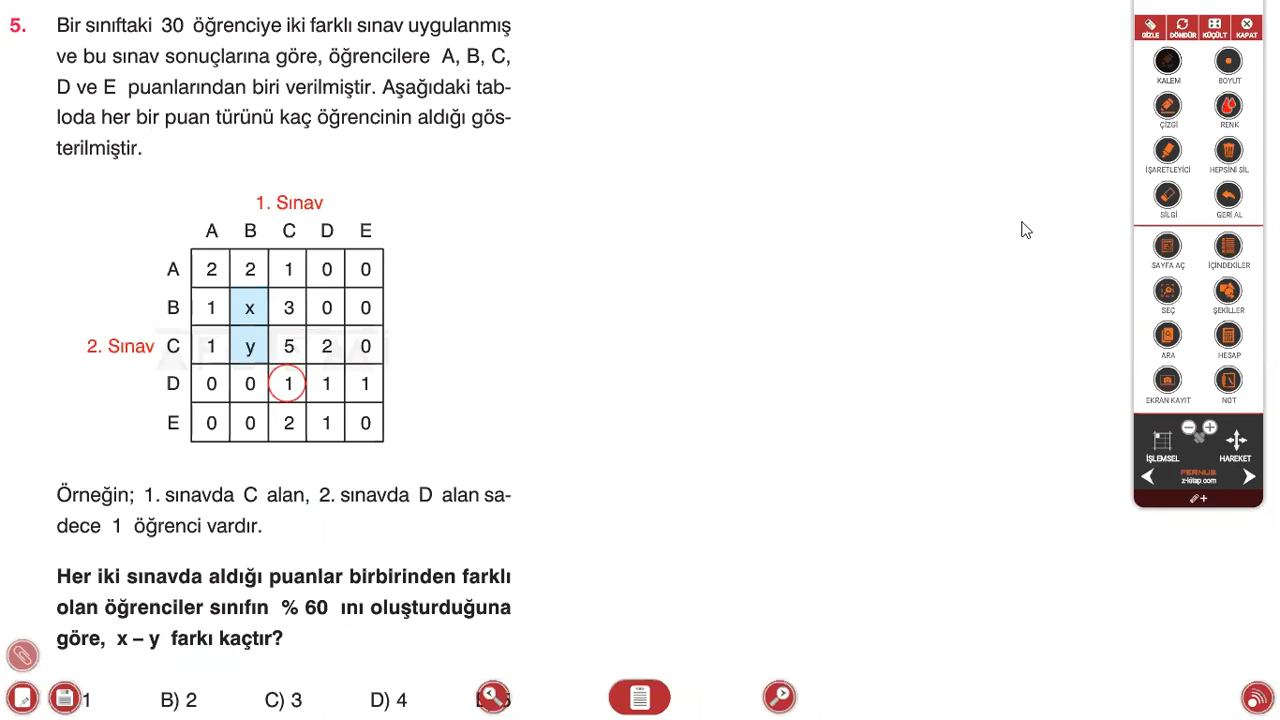 5. Bir sınıftaki 30 öğrenciye iki farklı sınav uygulanmış
ve bu sınav sonuçlarına göre, öğrencilere A, B, C,
D ve E puanlarından biri verilmiştir. Aşağıdaki tab-
loda her bir puan türünü kaç öğrencinin aldığı gös-
terilmiştir.
1. Sınav
A B C D E
A 2 2 1 0 0
B 1 x 3 0 0
2. Sınav C 1 y 5 2 0
D 0 0 1 1 1
E 0 0 2 1 0
Örneğin; 1. sınavda C alan, 2. sınavda D alan sa-
dece 1 öğrenci vardır.
Her iki sınavda aldığı puanlar birbirinden farklı
olan öğrenciler sınıfın % 60 ını oluşturduğuna
göre, x – y farkı kaçtır?
1 B) 2 C) 3 D) 4
GİZLE DÖNDÜR KÜÇÜLT KAPAT
KALEM BOYUT
ÇİZGİ RENK
İŞARETLEYİCİ HEPSİNİ SİL
SİLGİ GERİ AL
SAYFA AÇ İÇİNDEKİLER
SEÇ ŞEKİLLER
ARA HESAP
EKRAN KAYIT NOT
İŞLEMSEL HAREKET
FERNUS
z-kitap.com